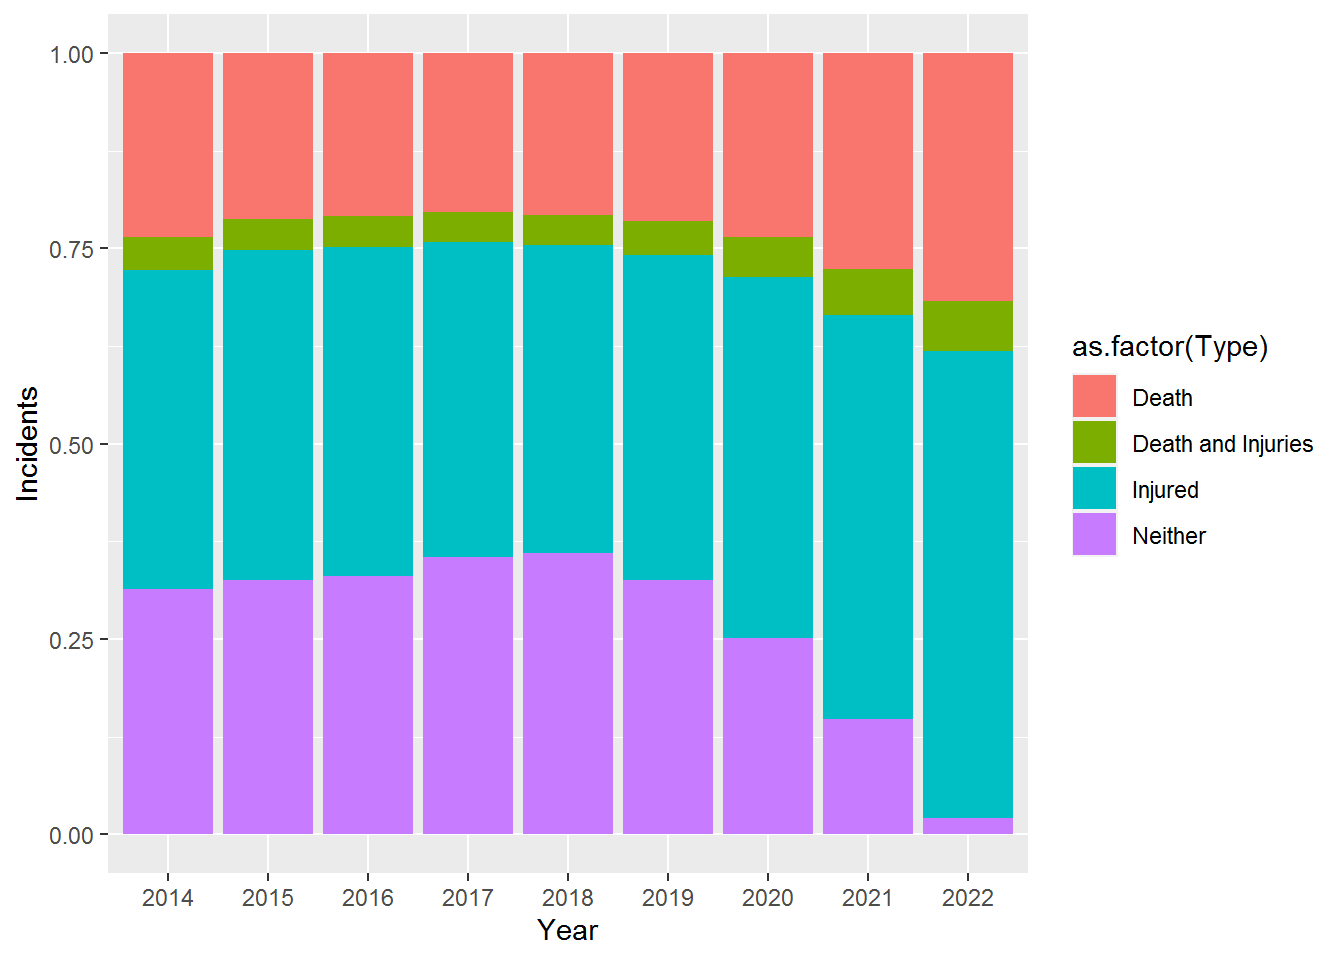 1.00
0.75
0.50
0.25
0.00
Incidents
2014 2015 2016 2017 2018 2019 2020 2021 2022
Year
as.factor(Type)
Death
Death and Injuries
Injured
Neither